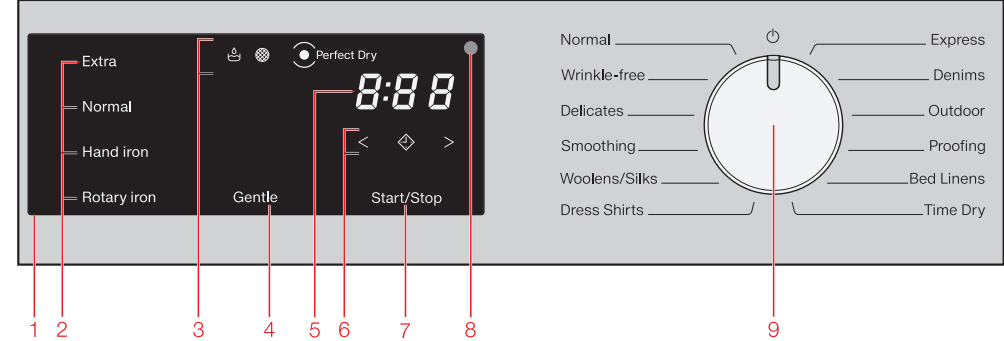 Extra
Normal
Hand iron
Rotary iron
Perfect Dry
8:88
< >
Gentle
Start/Stop
Normal
Wrinkle-free
Delicates
Smoothing
Woolens/Silks
Dress Shirts
Express
Denims
Outdoor
Proofing
Bed Linens
Time Dry
1 2 3 4 5 6 7 8 9